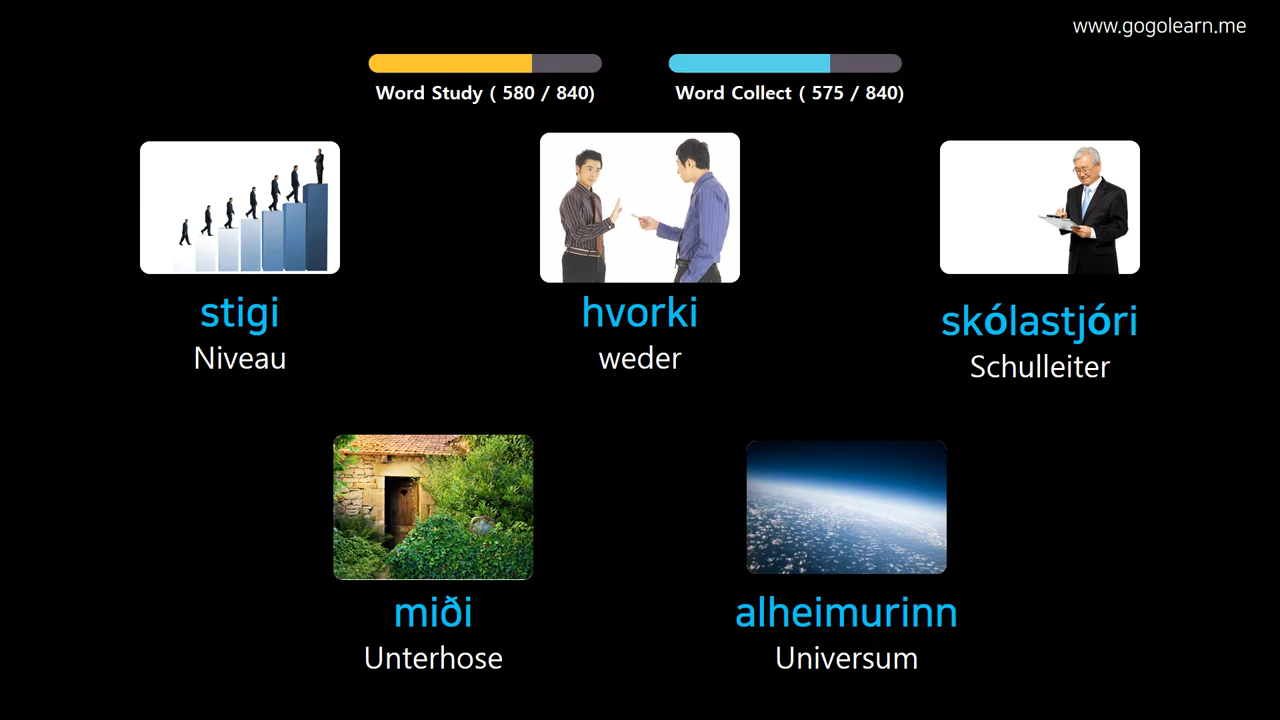 www.gogolearn.me
Word Study ( 580 / 840)
Word Collect ( 575 / 840)
stigi
Niveau
hvorki
weder
skólastjóri
Schulleiter
miði
Unterhose
alheimurinn
Universum